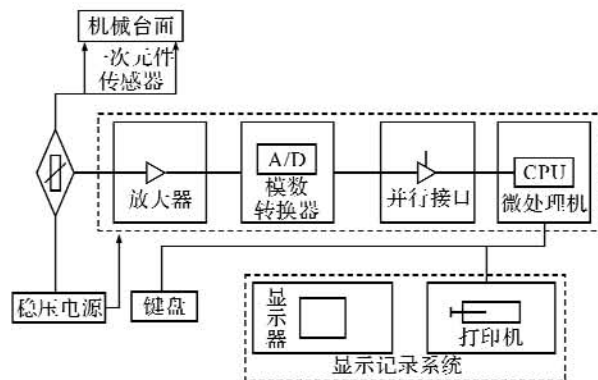 机械台面
一次元件
传感器
放大器
A/D
模数
转换器
并行接口
CPU
微处理机
稳压电源
键盘
显
示
器
打印机
显示记录系统